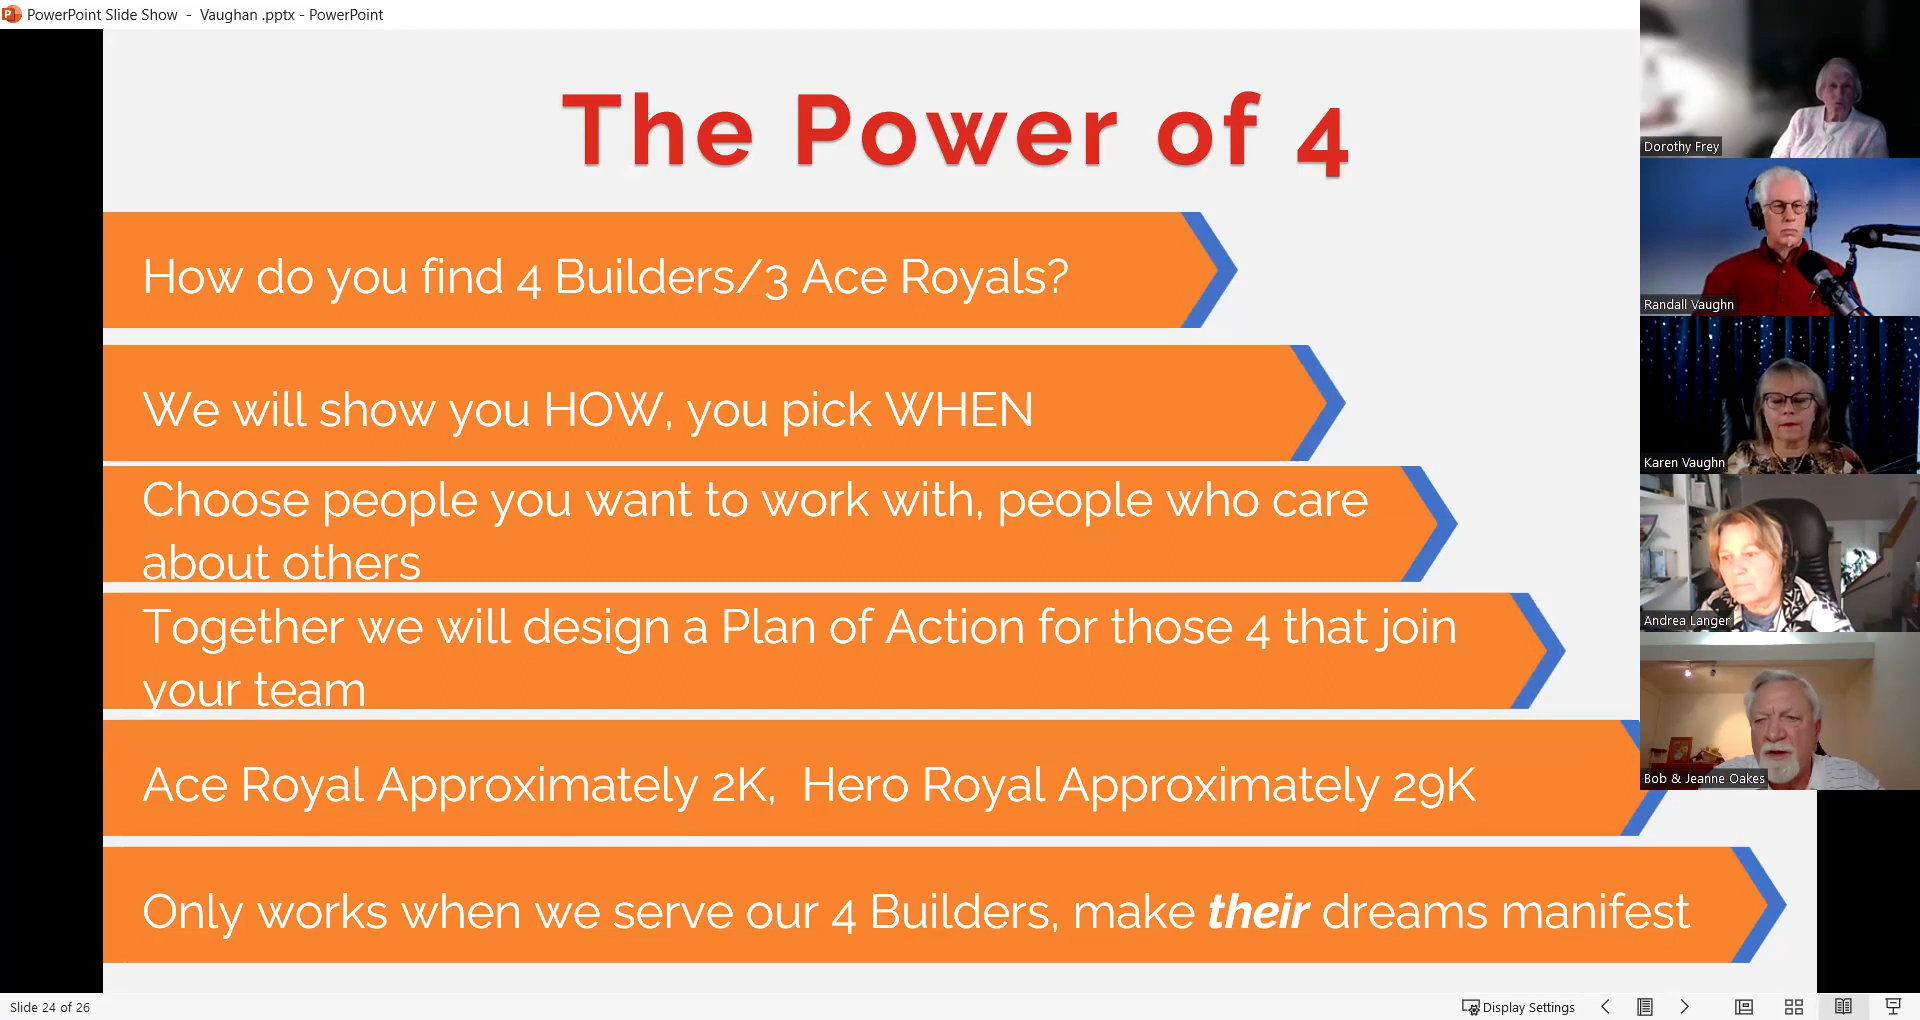 PowerPoint Slide Show - Vaughan .pptx - PowerPoint
The Power of 4
How do you find 4 Builders/3 Ace Royals?
We will show you HOW, you pick WHEN
Choose people you want to work with, people who care
about others
Together we will design a Plan of Action for those 4 that join
your team
Ace Royal Approximately 2K, Hero Royal Approximately 29K
Only works when we serve our 4 Builders, make their dreams manifest
Dorothy Frey
Randall Vaughn
Karen Vaughn
Andrea Langer
Bob & Jeanne Oakes
Slide 24 of 26
Display Settings